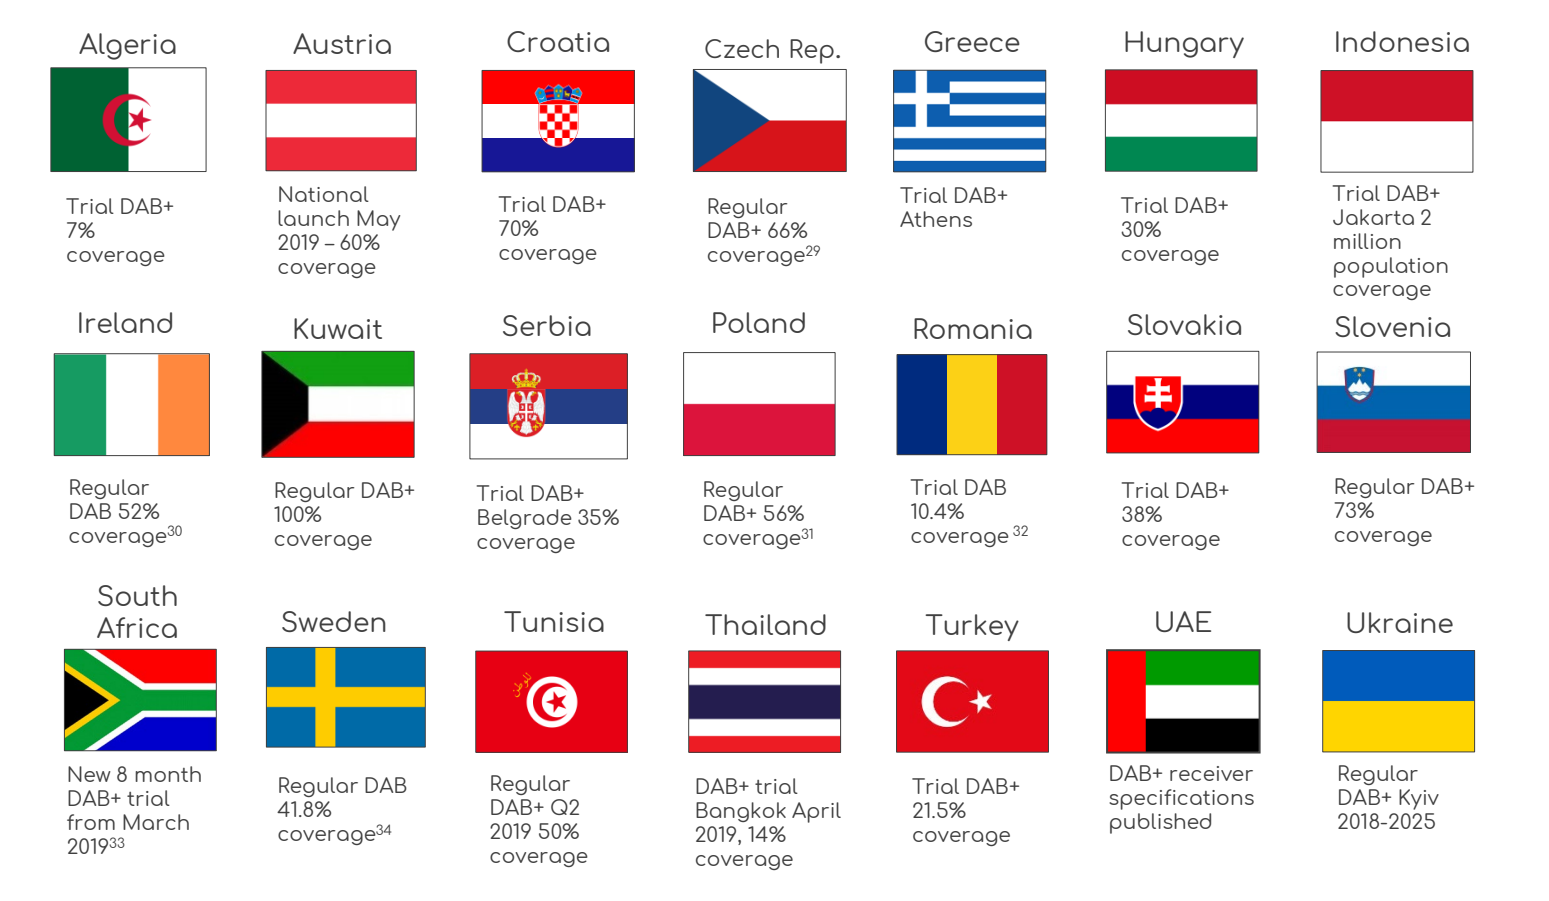 Algeria
Trial DAB+
7%
coverage
Austria
National
launch May
2019 – 60%
coverage
Croatia
Trial DAB+
70%
coverage
Czech Rep.
Regular
DAB+ 66%
coverage29
Greece
Trial DAB+
Athens
Hungary
Trial DAB+
30%
coverage
Indonesia
Trial DAB+
Jakarta 2
million
population
coverage
Ireland
Regular
DAB 52%
coverage30
Kuwait
Regular DAB+
100%
coverage
Serbia
Trial DAB+
Belgrade 35%
coverage
Poland
Regular
DAB+ 56%
coverage31
Romania
Trial DAB
10.4%
coverage 32
Slovakia
Trial DAB+
38%
coverage
Slovenia
Regular DAB+
73%
coverage
South
Africa
New 8 month
DAB+ trial
from March
201933
Sweden
Regular DAB
41.8%
coverage34
Tunisia
Regular
DAB+ Q2
2019 50%
coverage
Thailand
DAB+ trial
Bangkok April
2019, 14%
coverage
Turkey
Trial DAB+
21.5%
coverage
UAE
DAB+ receiver
specifications
published
Ukraine
Regular
DAB+ Kyiv
2018-2025